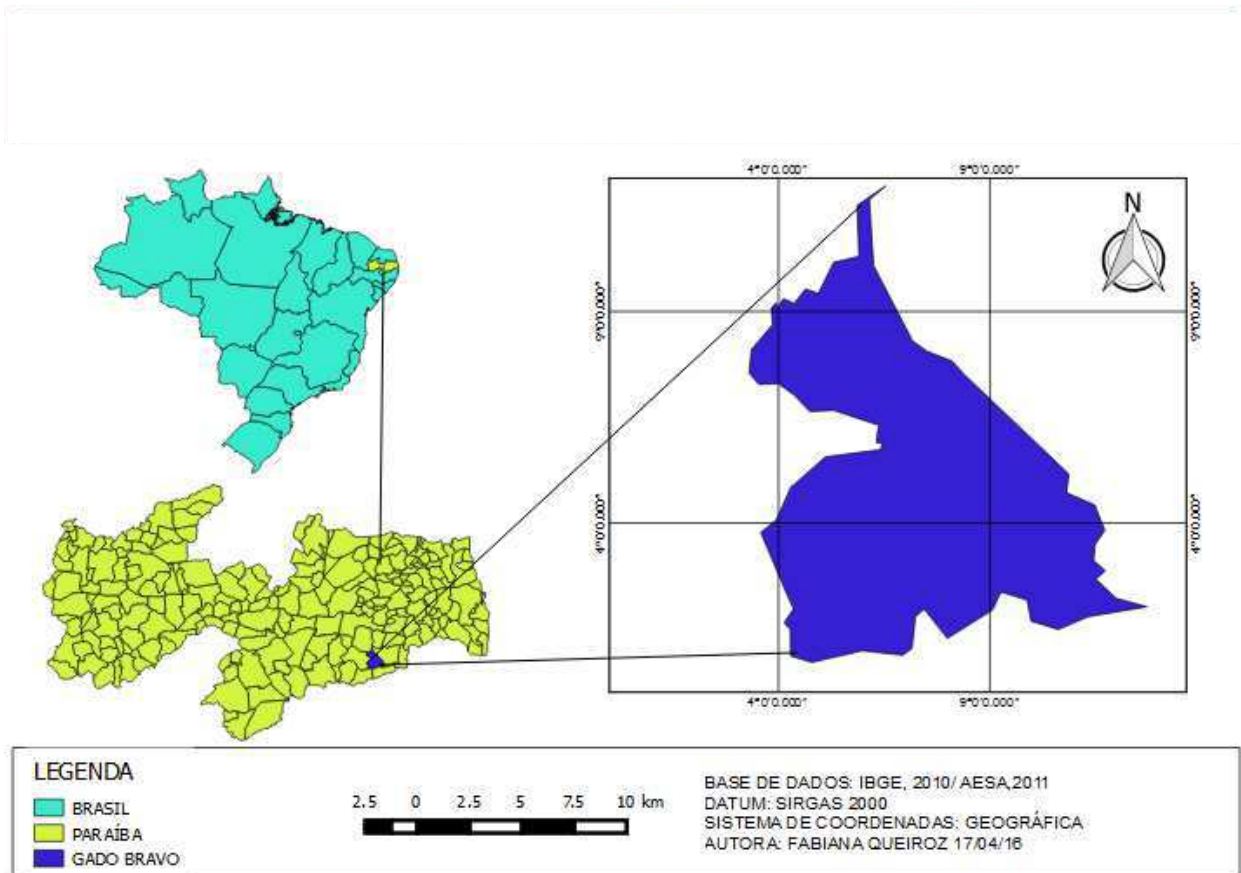 4°0'0.000" 9°0'0.000"
N
9°0'0.000" 9°0'0.000"
4°0'0.000" 4°0'0.000"
4°0'0.000" 9°0'0.000"
LEGENDA
BRASIL
PARAÍBA
GADO BRAVO
2.5 0 2.5 5 7.5 10 km
BASE DE DADOS: IBGE, 2010/ AESA,2011
DATUM: SIRGAS 2000
SISTEMA DE COORDENADAS: GEOGRÁFICA
AUTORA: FABIANA QUEIROZ 17/04/16